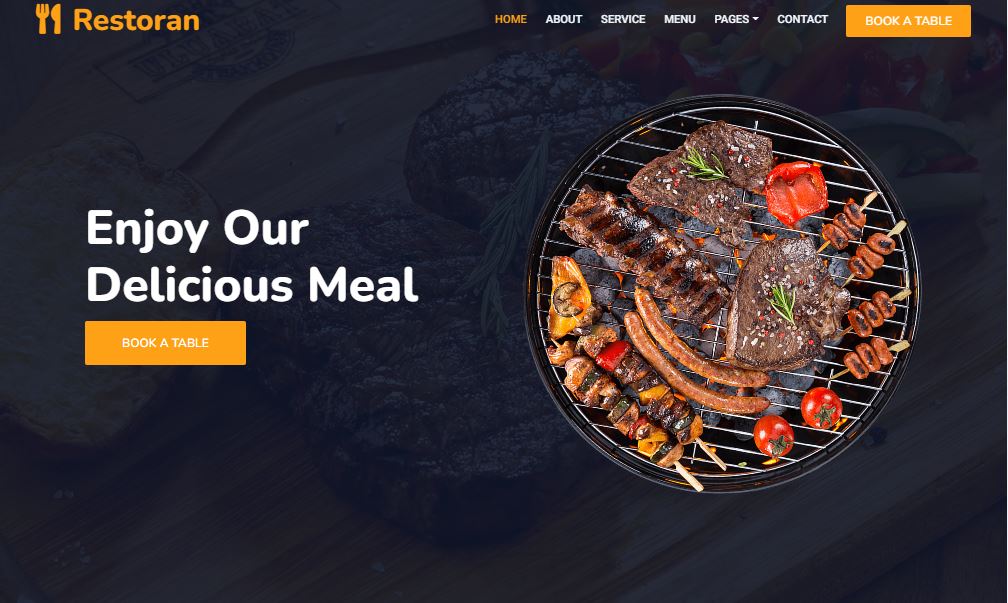 Restoran
HOME ABOUT SERVICE MENU PAGES CONTACT BOOK A TABLE
Enjoy Our
Delicious Meal
BOOK A TABLE